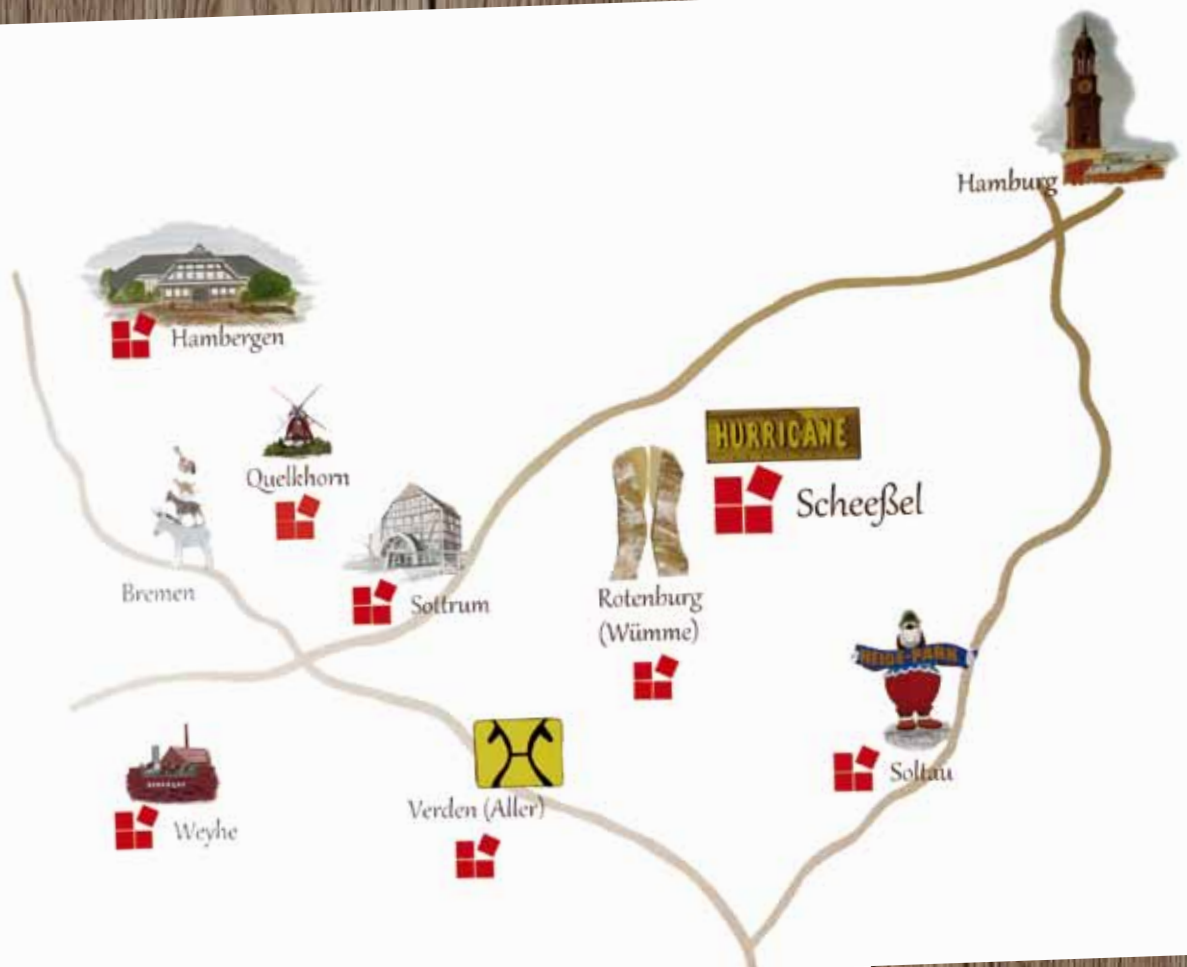 Hamburg
Hambergen
Quelkhorn
HURRICANE
Scheeßel
Bremen
Sottrum
Rotenburg
(Wümme)
HEIDE-PARK
Soltau
Verden (Aller)
Weyhe